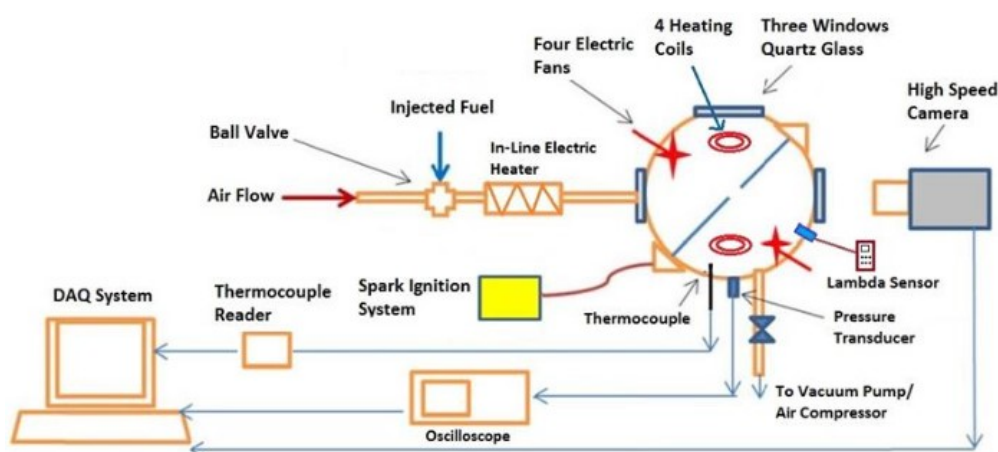 4 Heating
Coils
Three Windows
Quartz Glass
Four Electric
Fans
High Speed
Camera
Injected Fuel
Ball Valve
In-Line Electric
Heater
Air Flow
Lambda Sensor
Spark Ignition
System
DAQ System
Thermocouple
Reader
Thermocouple
Pressure
Transducer
To Vacuum Pump/
Air Compressor
Oscilloscope